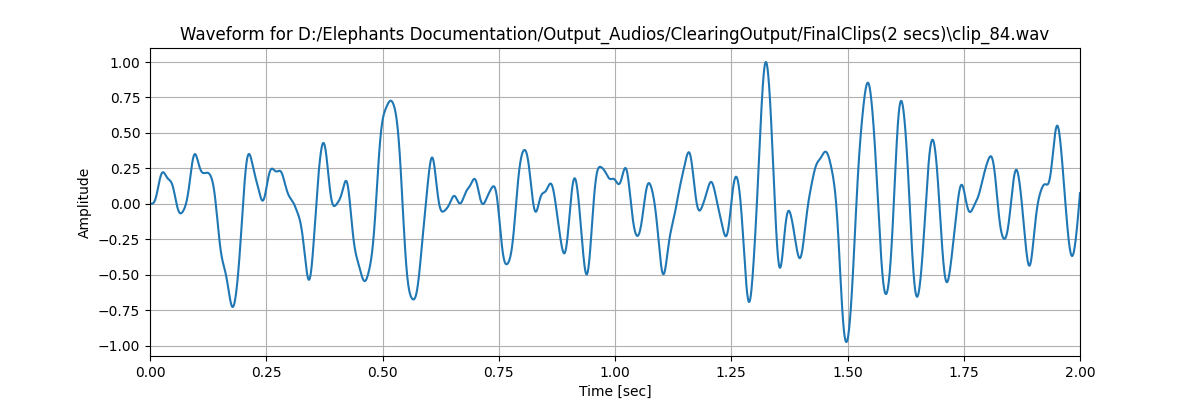 Waveform for D:/Elephants Documentation/Output_Audios/ClearingOutput/FinalClips(2 secs)\clip_84.wav
1.00
0.75
0.50
0.25
0.00
−0.25
−0.50
−0.75
−1.00
Amplitude
0.00 0.25 0.50 0.75 1.00 1.25 1.50 1.75 2.00
Time [sec]